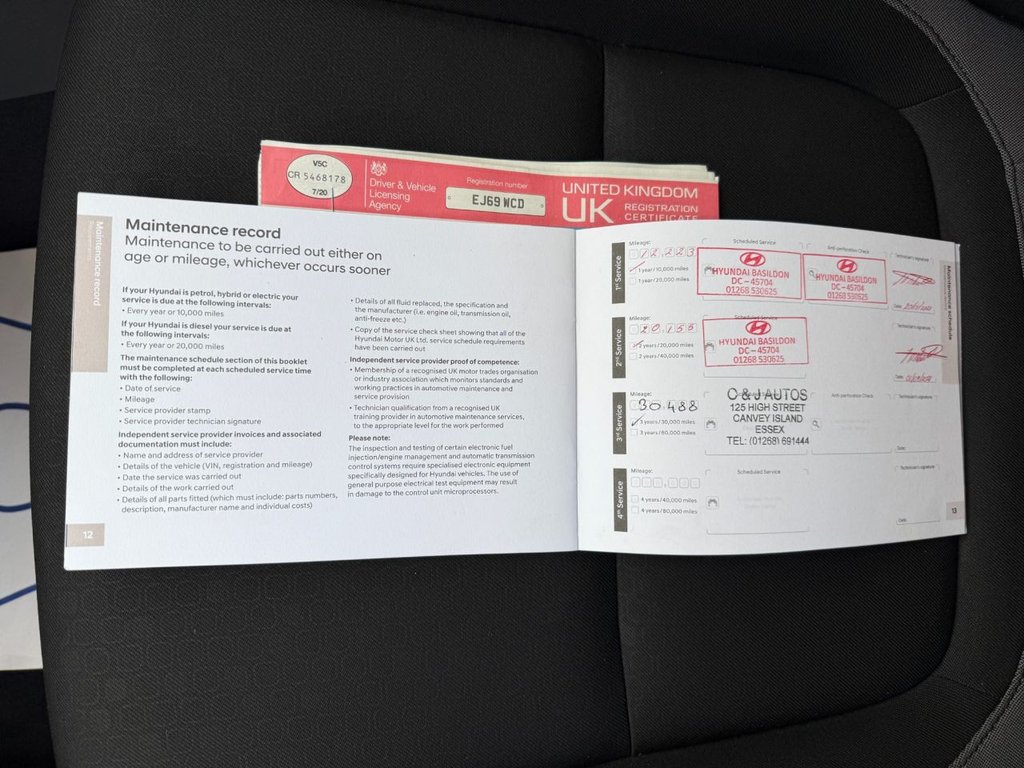 V5C
CR 5468178
7/20
Driver & Vehicle
Licensing
Agency
Registration number
EJ69 WCD
UNITED KINGDOM
UK
REGISTRATION
CERTIFICATE
Maintenance record
Maintenance record
Maintenance to be carried out either on
age or mileage, whichever occurs sooner
If your Hyundai is petrol, hybrid or electric your
service is due at the following intervals:
• Every year or 10,000 miles
If your Hyundai is diesel your service is due at
the following intervals:
• Every year or 20,000 miles
The maintenance schedule section of this booklet
must be completed at each scheduled service time
with the following:
• Date of service
• Mileage
• Service provider stamp
• Service provider technician signature
Independent service provider invoices and associated
documentation must include:
• Name and address of service provider
• Details of the vehicle (VIN, registration and mileage)
• Date the service was carried out
• Details of the work carried out
• Details of all parts fitted (which must include: parts numbers,
description, manufacturer name and individual costs)
12
• Details of all fluid replaced, the specification and
the manufacturer (i.e. engine oil, transmission oil,
anti-freeze etc.)
• Copy of the service check sheet showing that all of the
Hyundai Motor UK Ltd. service schedule requirements
have been carried out
Independent service provider proof of competence:
• Membership of a recognised UK motor trades organisation
or industry association which monitors standards and
working practices in automotive maintenance and
service provision
• Technician qualification from a recognised UK
training provider in automotive maintenance services,
to the appropriate level for the work performed
Please note:
The inspection and testing of certain electronic fuel
injection/engine management and automatic transmission
control systems require specialised electronic equipment
specifically designed for Hyundai vehicles. The use of
general purpose electrical test equipment may result
in damage to the control unit microprocessors.
1st Service
Mileage:
12,223
1 year/10,000 miles
1 year/20,000 miles
Scheduled Service
HYUNDAI BASILDON
DC – 45704
01268 530625
Anti-perforation Check
HYUNDAI BASILDON
DC – 45704
01268 530625
Technician's signature
Date:
2nd Service
Mileage:
20,155
2 years/20,000 miles
2 years/40,000 miles
Scheduled Service
HYUNDAI BASILDON
DC – 45704
01268 530625
Technician's signature
Date:
3rd Service
Mileage:
30,488
3 years/30,000 miles
3 years/60,000 miles
C & J AUTOS
125 HIGH STREET
CANVEY ISLAND
ESSEX
TEL: (01268) 691444
Anti-perforation Check
Technician's signature
Date:
4th Service
Mileage:
4 years/40,000 miles
4 years/80,000 miles
Scheduled Service
Technician's signature
Date:
Maintenance schedule
13